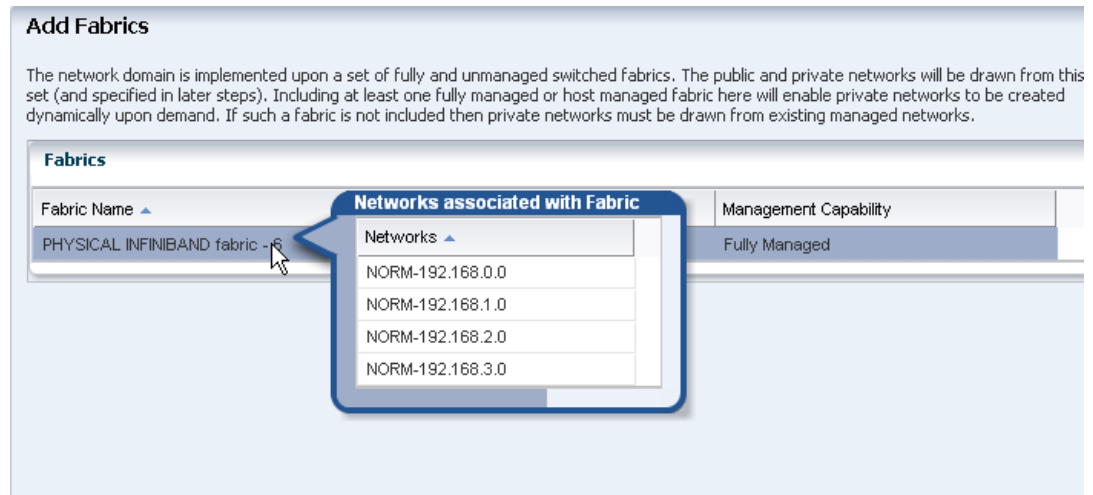 Add Fabrics
The network domain is implemented upon a set of fully and unmanaged switched fabrics. The public and private networks will be drawn from this
set (and specified in later steps). Including at least one fully managed or host managed fabric here will enable private networks to be created
dynamically upon demand. If such a fabric is not included then private networks must be drawn from existing managed networks.
Fabrics
Fabric Name
Networks associated with Fabric
Management Capability
PHYSICAL INFINIBAND fabric - 6
Networks
Fully Managed
NORM-192.168.0.0
NORM-192.168.1.0
NORM-192.168.2.0
NORM-192.168.3.0